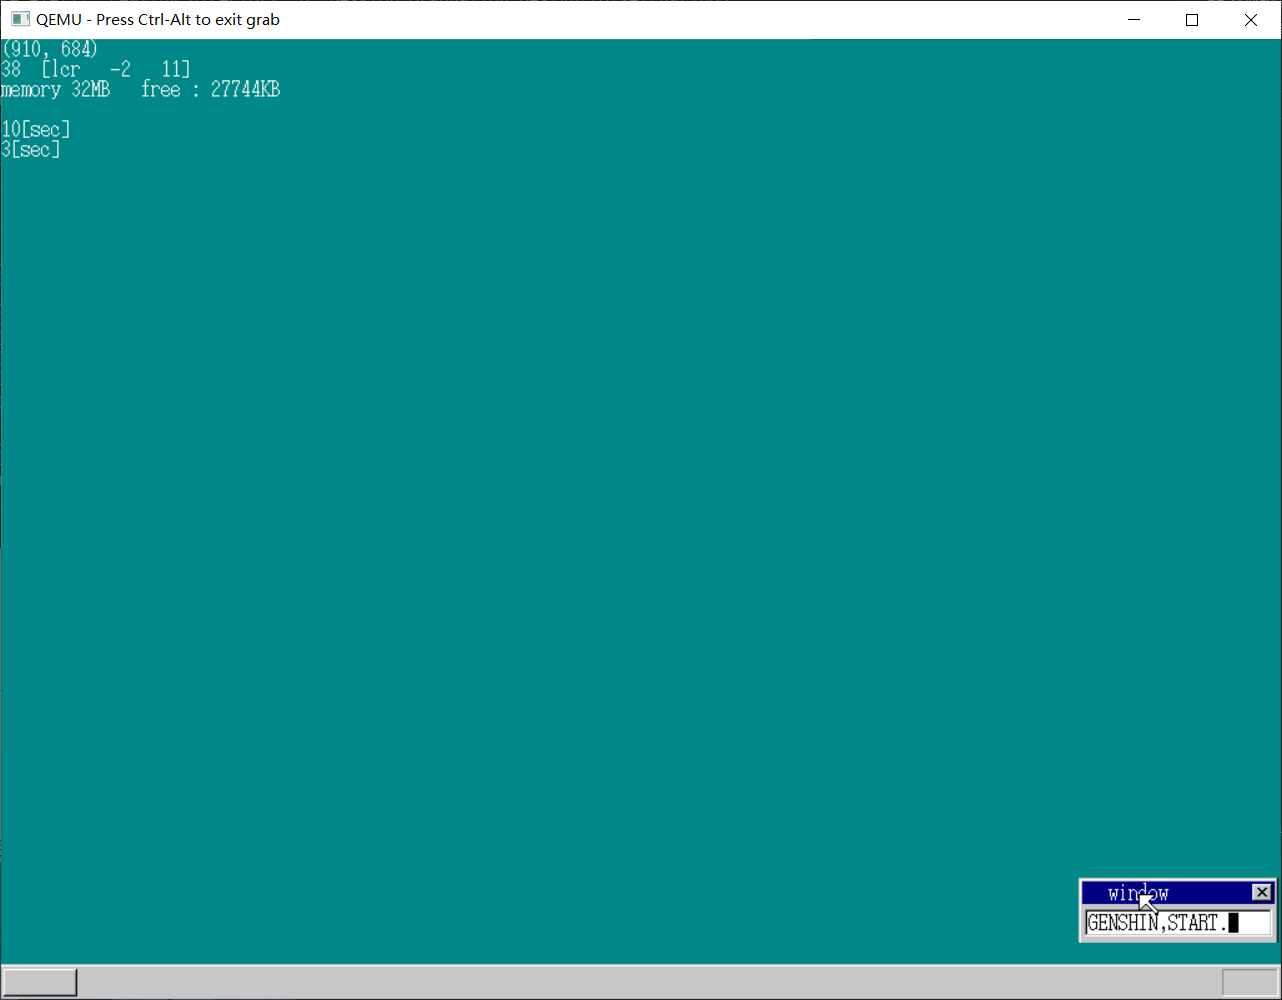 QEMU - Press Ctrl-Alt to exit grab
(910, 684)
38 [lcr -2 11]
memory 32MB free : 27744KB
10[sec]
3[sec]
window
GENSHIN,START.